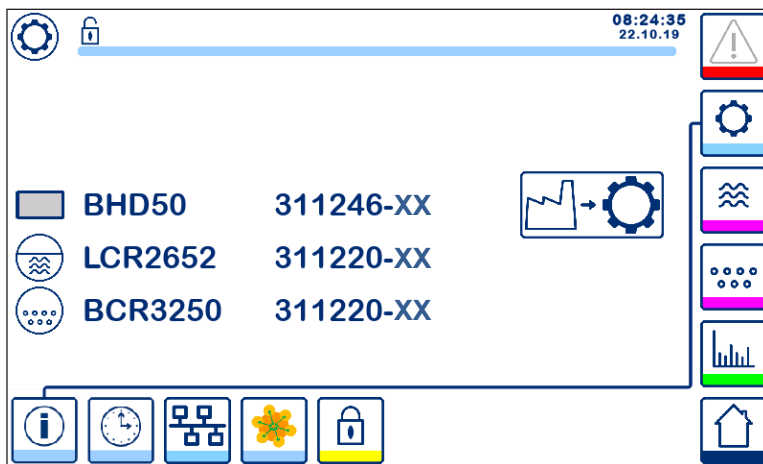 08:24:35
22.10.19
BHD50 311246-XX
LCR2652 311220-XX
BCR3250 311220-XX